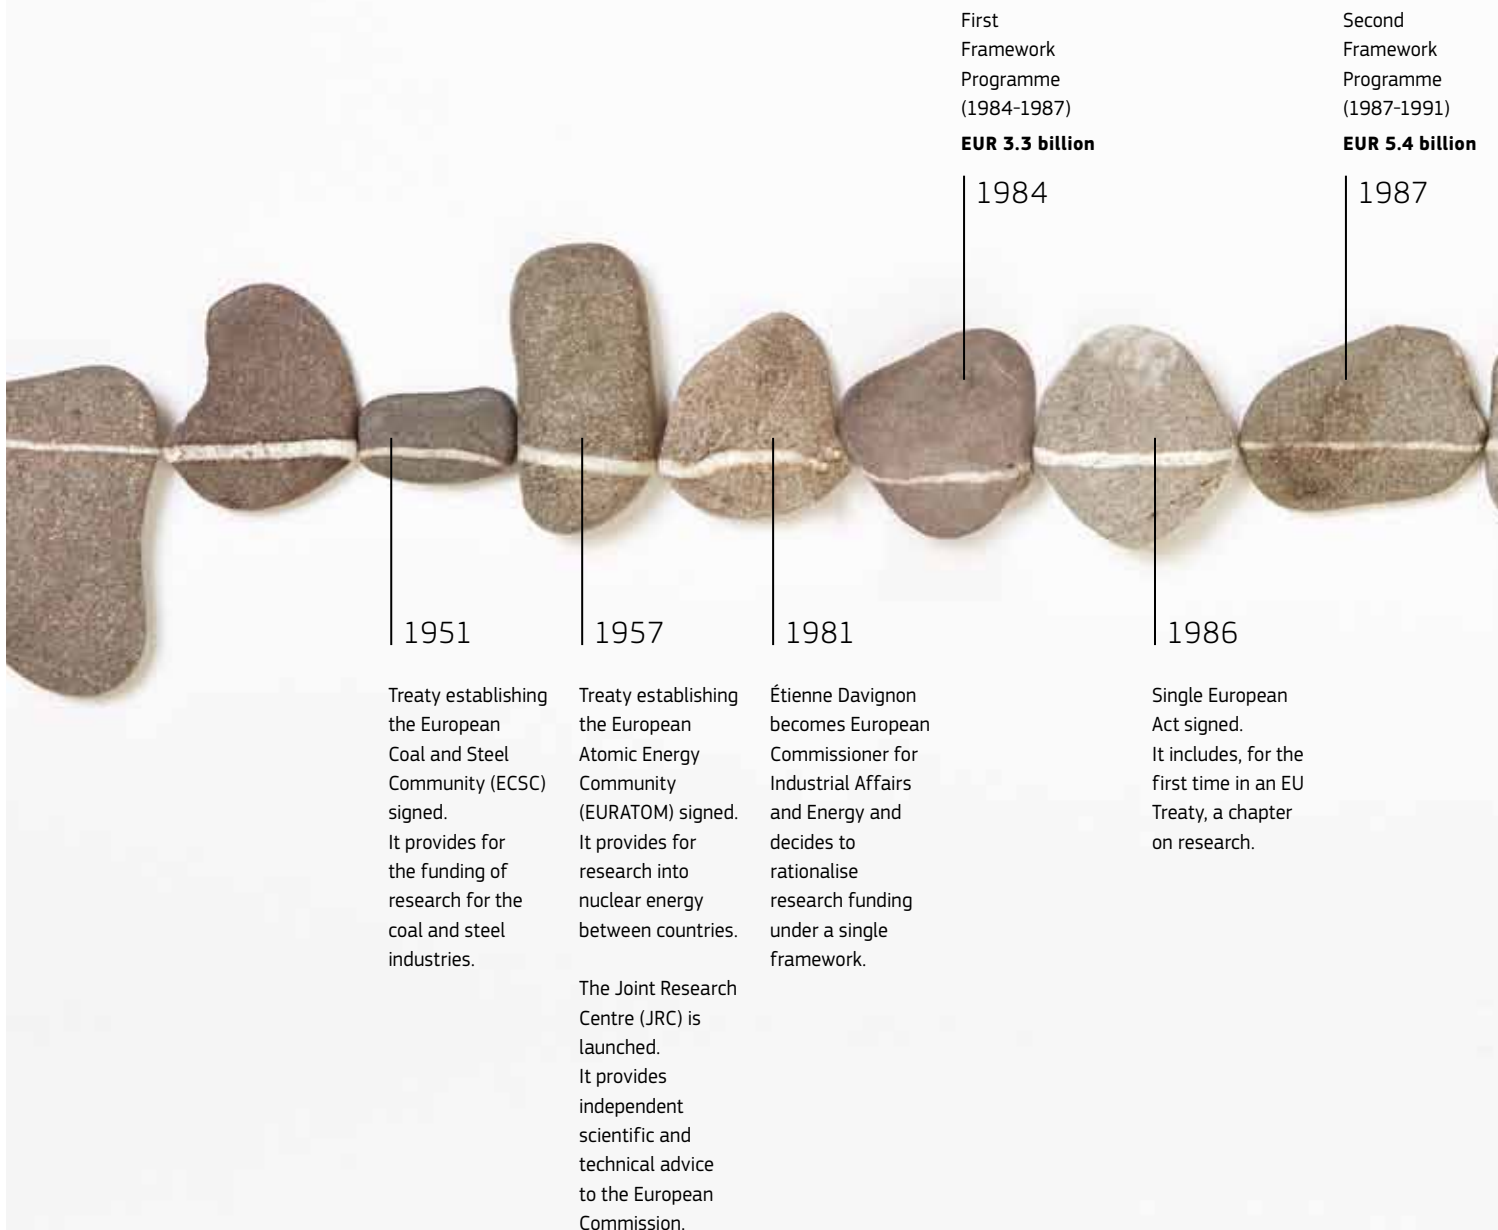 First
Framework
Programme
(1984-1987)
EUR 3.3 billion
1984
Second
Framework
Programme
(1987-1991)
EUR 5.4 billion
1987
1951
Treaty establishing
the European
Coal and Steel
Community (ECSC)
signed.
It provides for
the funding of
research for the
coal and steel
industries.
1957
Treaty establishing
the European
Atomic Energy
Community
(EURATOM) signed.
It provides for
research into
nuclear energy
between countries.
The Joint Research
Centre (JRC) is
launched.
It provides
independent
scientific and
technical advice
to the European
Commission.
1981
Étienne Davignon
becomes European
Commissioner for
Industrial Affairs
and Energy and
decides to
rationalise
research funding
under a single
framework.
1986
Single European
Act signed.
It includes, for the
first time in an EU
Treaty, a chapter
on research.